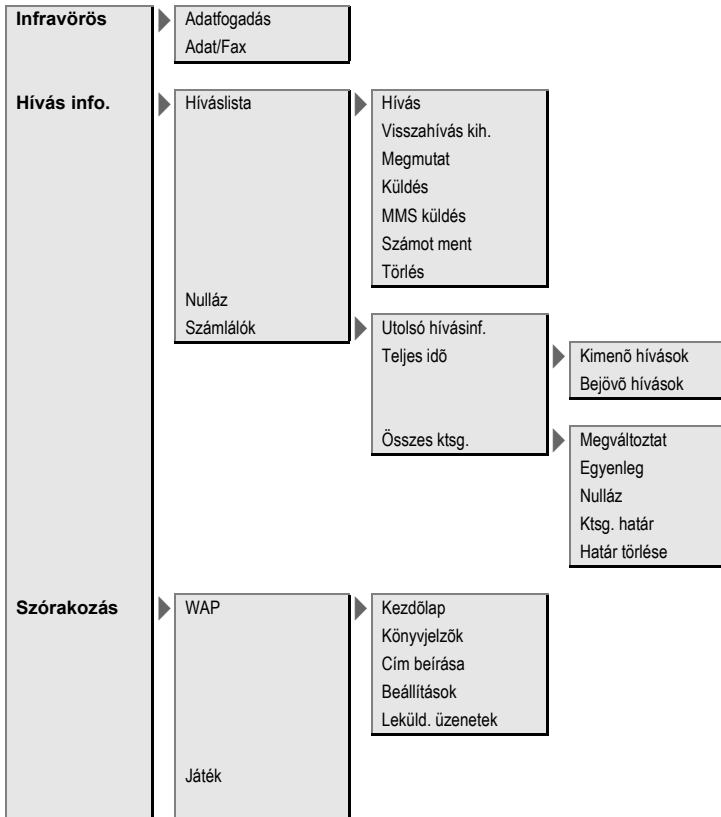 Infravörös
Adatfogadás
Adat/Fax
Hívás info.
Híváslista
Hívás
Visszahívás kih.
Megmutat
Küldés
MMS küldés
Számot ment
Törlés
Nulláz
Számlálók
Utolsó hívásinf.
Teljes idõ
Kimenõ hívások
Bejövõ hívások
Összes ktsg.
Megváltoztat
Egyenleg
Nulláz
Ktsg. határ
Határ törlése
Szórakozás
WAP
Kezdõlap
Könyvjelzõk
Cím beírása
Beállítások
Leküld. üzenetek
Játék